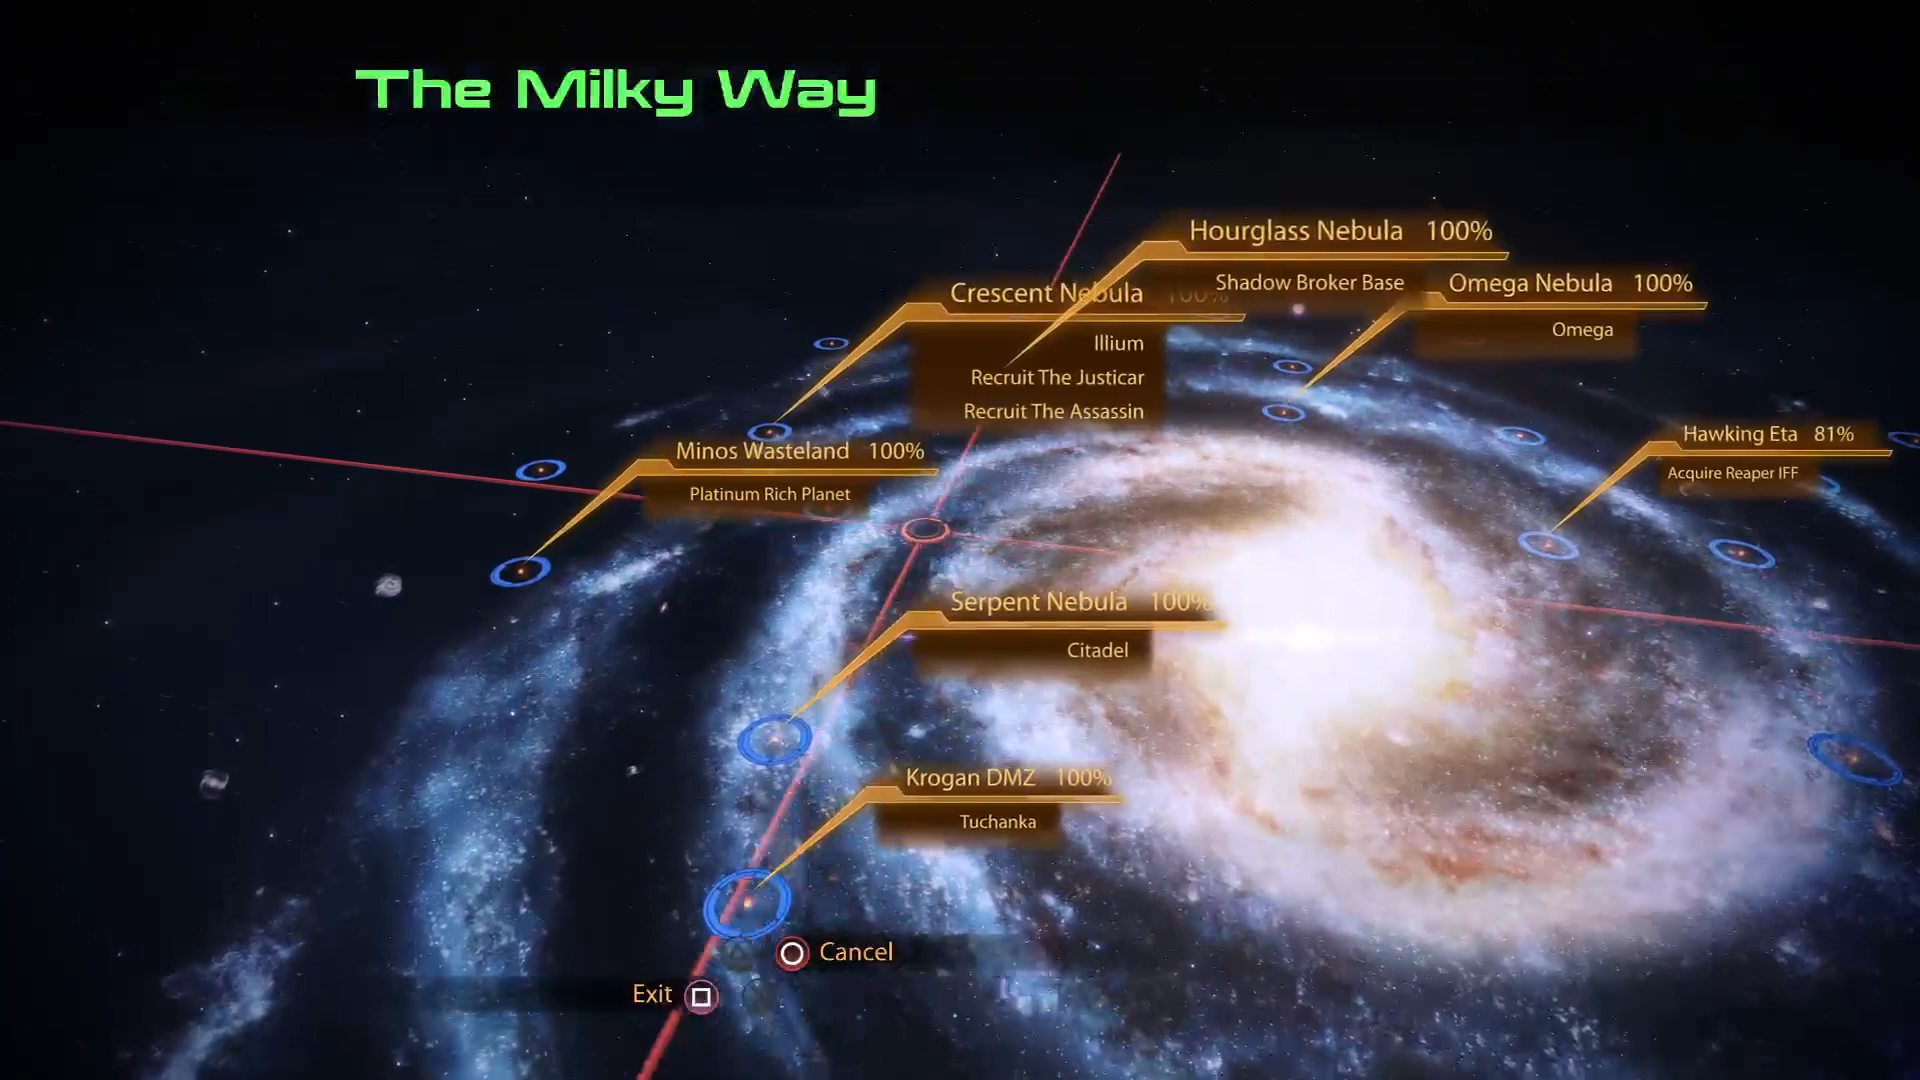 The Milky Way
Hourglass Nebula 100%
Shadow Broker Base
Crescent Nebula 100%
Illium
Recruit The Justicar
Recruit The Assassin
Omega Nebula 100%
Omega
Minos Wasteland 100%
Platinum Rich Planet
Hawking Eta 81%
Acquire Reaper IFF
Serpent Nebula 100%
Citadel
Krogan DMZ 100%
Tuchanka
Cancel
Exit